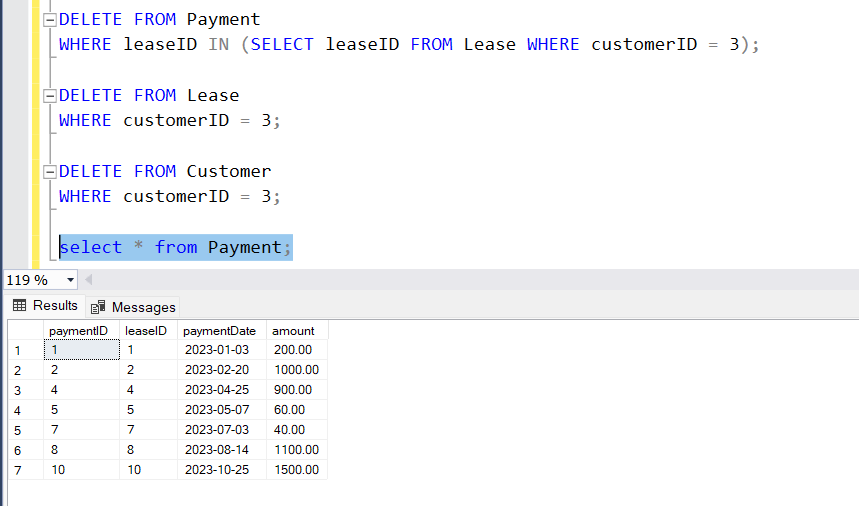 DELETE FROM Payment
WHERE leaseID IN (SELECT leaseID FROM Lease WHERE customerID = 3);
DELETE FROM Lease
WHERE customerID = 3;
DELETE FROM Customer
WHERE customerID = 3;
select * from Payment;
119 %
Results Messages
paymentID leaseID paymentDate amount
1 1 1 2023-01-03 200.00
2 2 2 2023-02-20 1000.00
3 4 4 2023-04-25 900.00
4 5 5 2023-05-07 60.00
5 7 7 2023-07-03 40.00
6 8 8 2023-08-14 1100.00
7 10 10 2023-10-25 1500.00